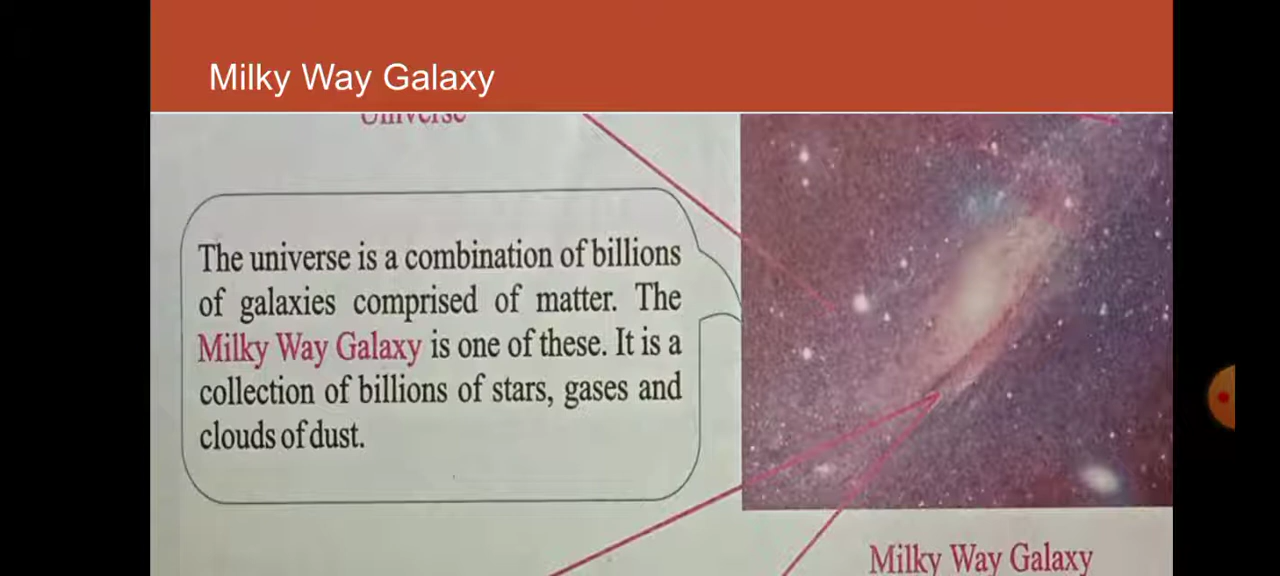 Milky Way Galaxy
Universe
The universe is a combination of billions
of galaxies comprised of matter. The
Milky Way Galaxy is one of these. It is a
collection of billions of stars, gases and
clouds of dust.
Milky Way Galaxy